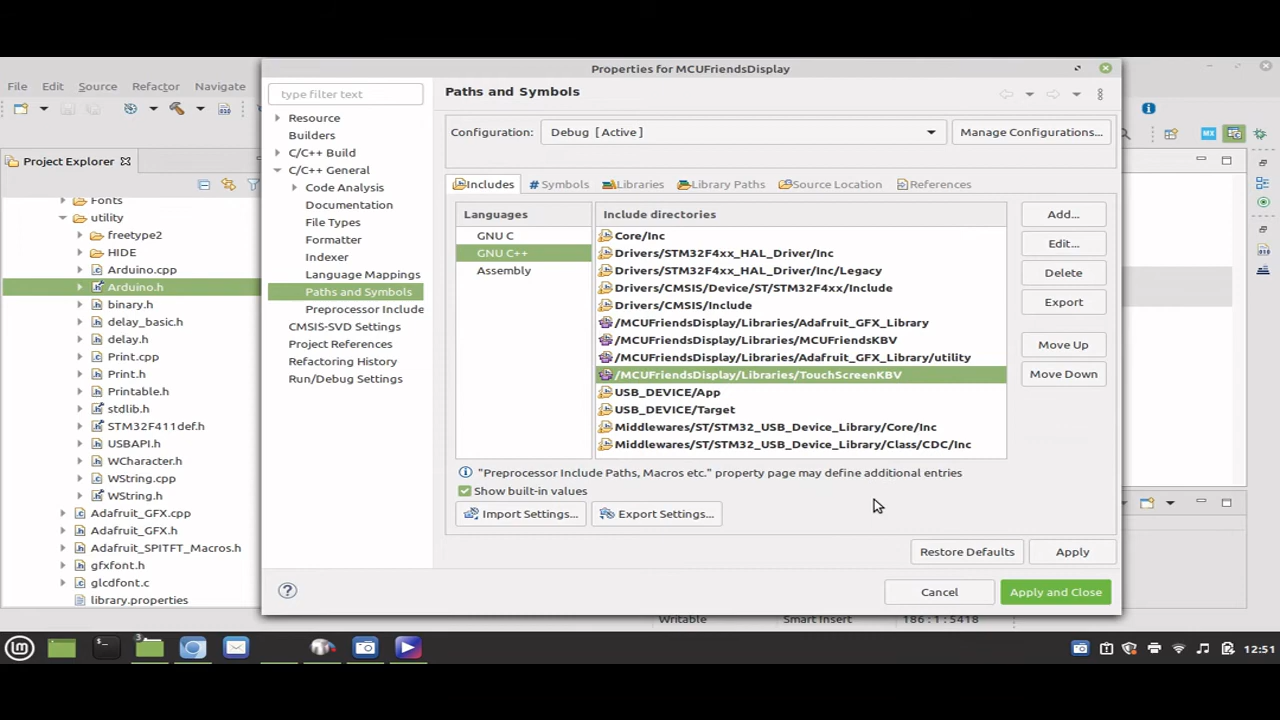 Properties for MCUFriendsDisplay
File Edit Source Refactor Navigate
type filter text
Paths and Symbols
Resource
Builders
C/C++ Build
C/C++ General
Code Analysis
Documentation
File Types
Formatter
Indexer
Language Mappings
Paths and Symbols
Preprocessor Include
CMSIS-SVD Settings
Project References
Refactoring History
Run/Debug Settings
Configuration: Debug [ Active ] Manage Configurations...
Includes # Symbols Libraries Library Paths Source Location References
Languages
GNU C
GNU C++
Assembly
Include directories
Core/Inc
Drivers/STM32F4xx_HAL_Driver/Inc
Drivers/STM32F4xx_HAL_Driver/Inc/Legacy
Drivers/CMSIS/Device/ST/STM32F4xx/Include
Drivers/CMSIS/Include
/MCUFriendsDisplay/Libraries/Adafruit_GFX_Library
/MCUFriendsDisplay/Libraries/MCUFriendsKBV
/MCUFriendsDisplay/Libraries/Adafruit_GFX_Library/utility
/MCUFriendsDisplay/Libraries/TouchScreenKBV
USB_DEVICE/App
USB_DEVICE/Target
Middlewares/ST/STM32_USB_Device_Library/Core/Inc
Middlewares/ST/STM32_USB_Device_Library/Class/CDC/Inc
Add...
Edit...
Delete
Export
Move Up
Move Down
"Preprocessor Include Paths, Macros etc." property page may define additional entries
Show built-in values
Import Settings... Export Settings...
Restore Defaults Apply
Cancel Apply and Close
Project Explorer
Fonts
utility
freetype2
HIDE
Arduino.cpp
Arduino.h
binary.h
delay_basic.h
delay.h
Print.cpp
Print.h
Printable.h
stdlib.h
STM32F411def.h
USBAPI.h
WCharacter.h
WString.cpp
WString.h
Adafruit_GFX.cpp
Adafruit_GFX.h
Adafruit_SPITFT_Macros.h
gfxfont.h
glcdfont.c
library.properties
MX
Writable Smart Insert 186 : 1 : 5418
3
12:51